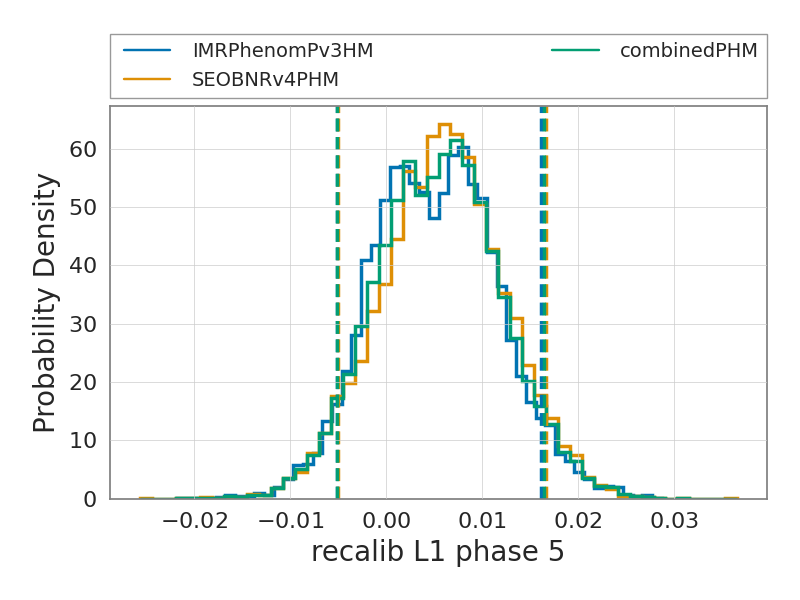 IMRPhenomPv3HM
SEOBNRv4PHM
combinedPHM
Probability Density
60
50
40
30
20
10
0
−0.02 −0.01 0.00 0.01 0.02 0.03
recalib L1 phase 5